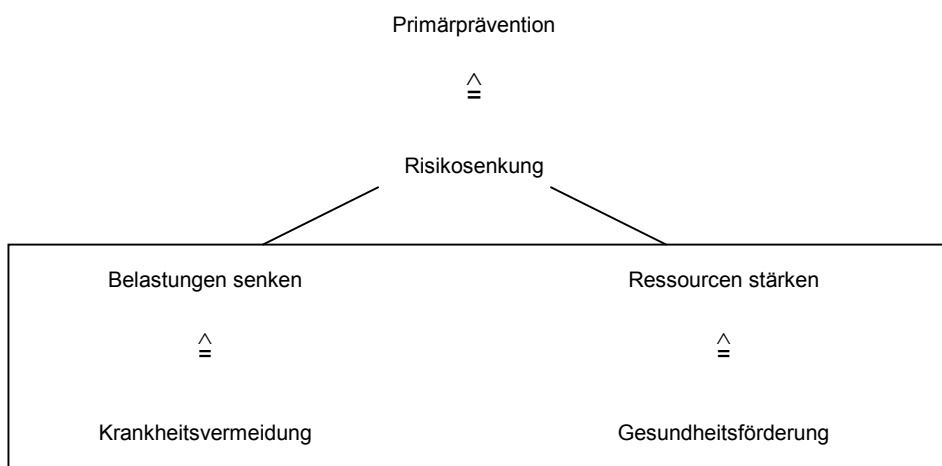 Primärprävention
≙
Risikosenkung
Belastungen senken Ressourcen stärken
≙ ≙
Krankheitsvermeidung Gesundheitsförderung